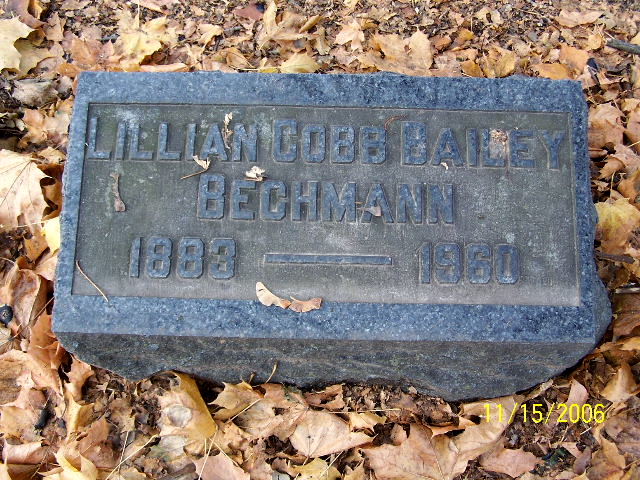 LILLIAN COBB BAILEY
BECHMANN
1883 — 1960
11/15/2006